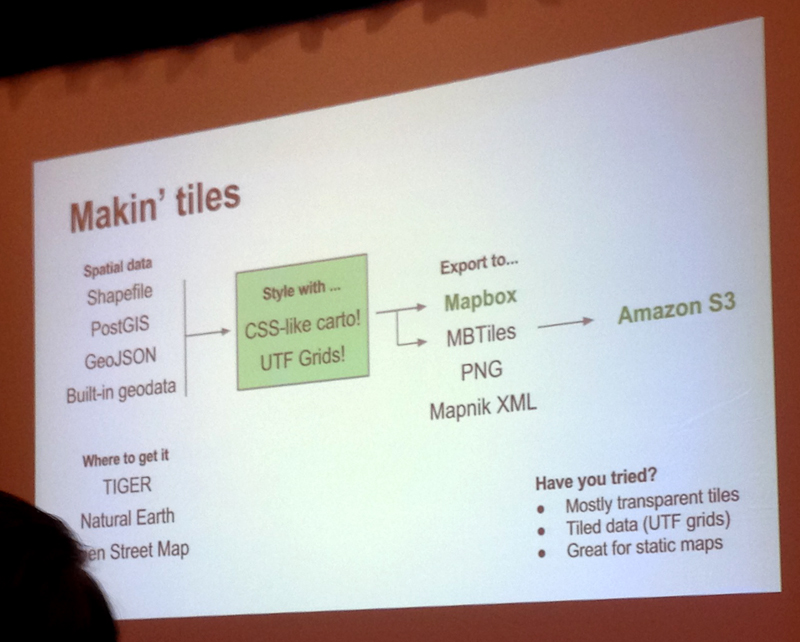 Makin' tiles
Spatial data
Shapefile
PostGIS
GeoJSON
Built-in geodata
Style with ...
CSS-like carto!
UTF Grids!
Export to...
Mapbox
MBTiles
PNG
Mapnik XML
Amazon S3
Where to get it
TIGER
Natural Earth
en Street Map
Have you tried?
• Mostly transparent tiles
• Tiled data (UTF grids)
• Great for static maps